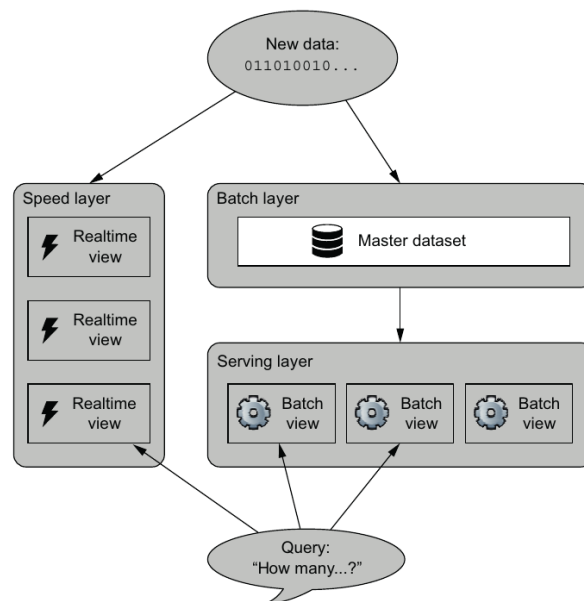 New data:
011010010...
Speed layer
Realtime
view
Realtime
view
Realtime
view
Batch layer
Master dataset
Serving layer
Batch
view
Batch
view
Batch
view
Query:
“How many...?”